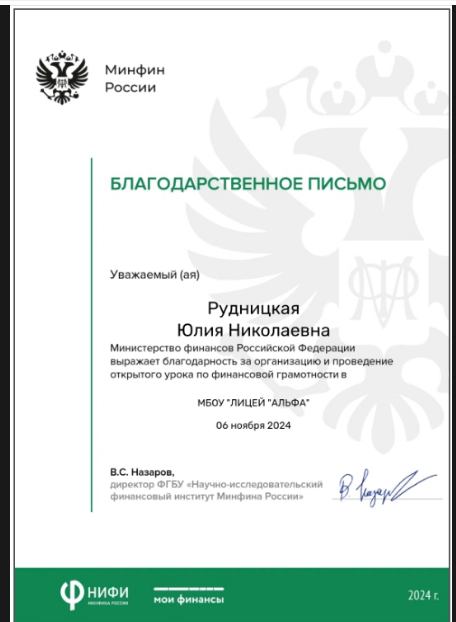 Минфин
России
БЛАГОДАРСТВЕННОЕ ПИСЬМО
Уважаемый (ая)
Рудницкая
Юлия Николаевна
Министерство финансов Российской Федерации
выражает благодарность за организацию и проведение
открытого урока по финансовой грамотности в
МБОУ "ЛИЦЕЙ "АЛЬФА"
06 ноября 2024
В.С. Назаров,
директор ФГБУ «Научно-исследовательский
финансовый институт Минфина России»
В Назаров
НИФИ
МИНФИНА РОССИИ
мои финансы
2024 г.